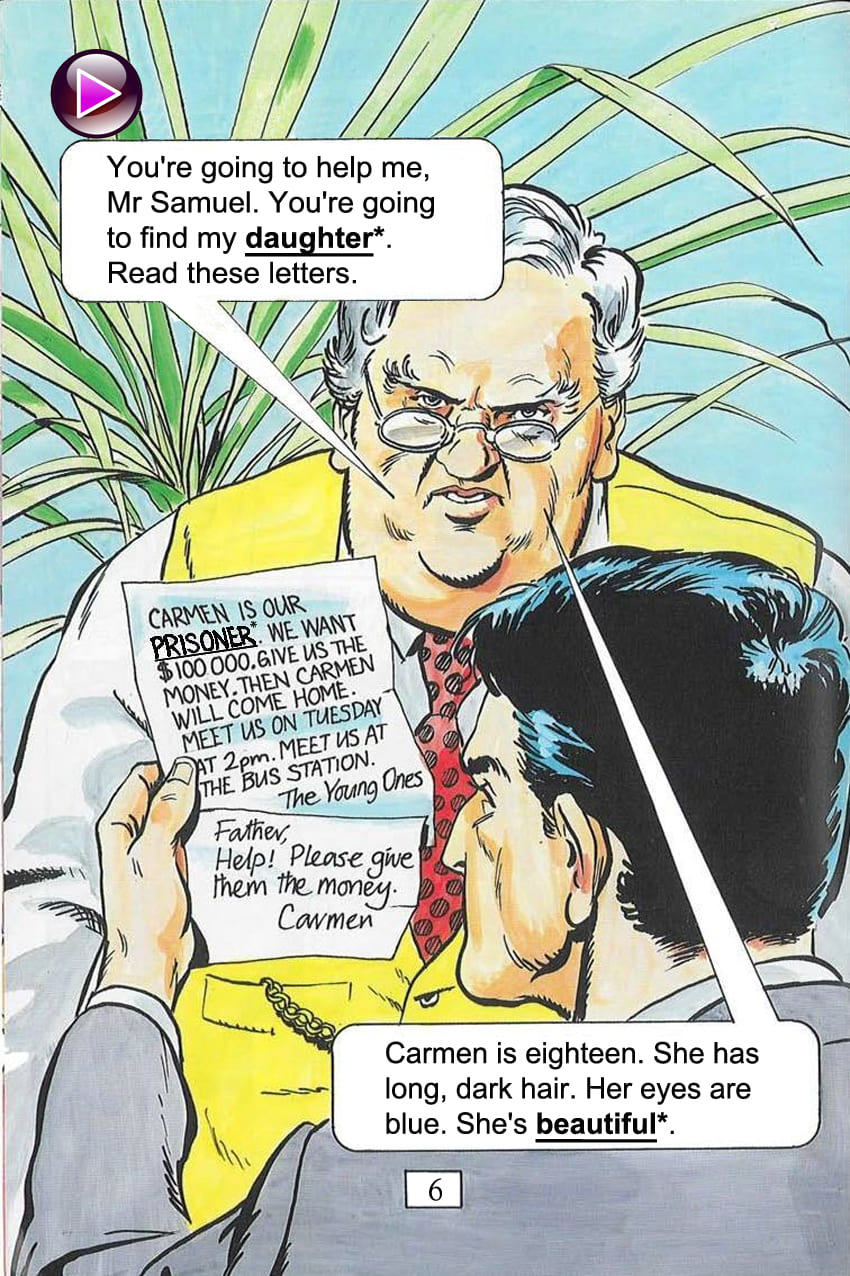 You're going to help me,
Mr Samuel. You're going
to find my daughter*.
Read these letters.
CARMEN IS OUR
PRISONER*. WE WANT
$100.000. GIVE US THE
MONEY. THEN CARMEN
WILL COME HOME.
MEET US ON TUESDAY
AT 2pm. MEET US AT
THE BUS STATION.
The Young Ones
Father,
Help! Please give
them the money.
Carmen
Carmen is eighteen. She has
long, dark hair. Her eyes are
blue. She's beautiful*.
6